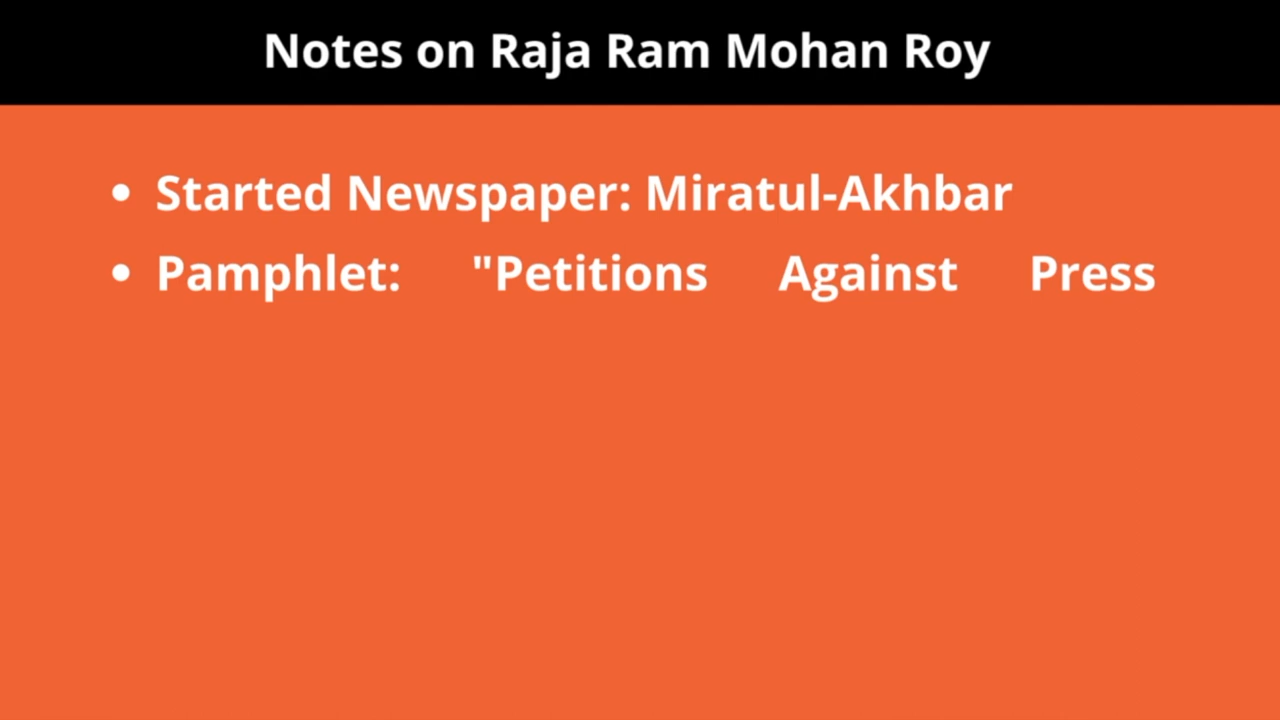 Notes on Raja Ram Mohan Roy
• Started Newspaper: Miratul-Akhbar
• Pamphlet: "Petitions Against Press